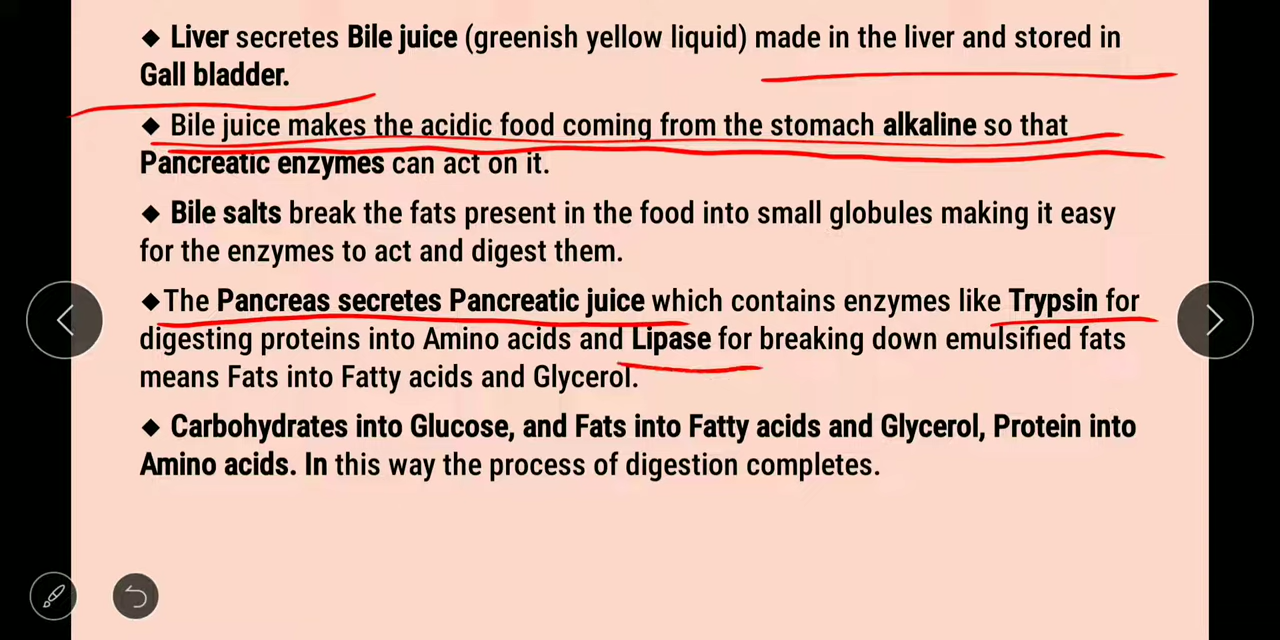 ◆ Liver secretes Bile juice (greenish yellow liquid) made in the liver and stored in
Gall bladder.
◆ Bile juice makes the acidic food coming from the stomach alkaline so that
Pancreatic enzymes can act on it.
◆ Bile salts break the fats present in the food into small globules making it easy
for the enzymes to act and digest them.
◆The Pancreas secretes Pancreatic juice which contains enzymes like Trypsin for
digesting proteins into Amino acids and Lipase for breaking down emulsified fats
means Fats into Fatty acids and Glycerol.
◆ Carbohydrates into Glucose, and Fats into Fatty acids and Glycerol, Protein into
Amino acids. In this way the process of digestion completes.